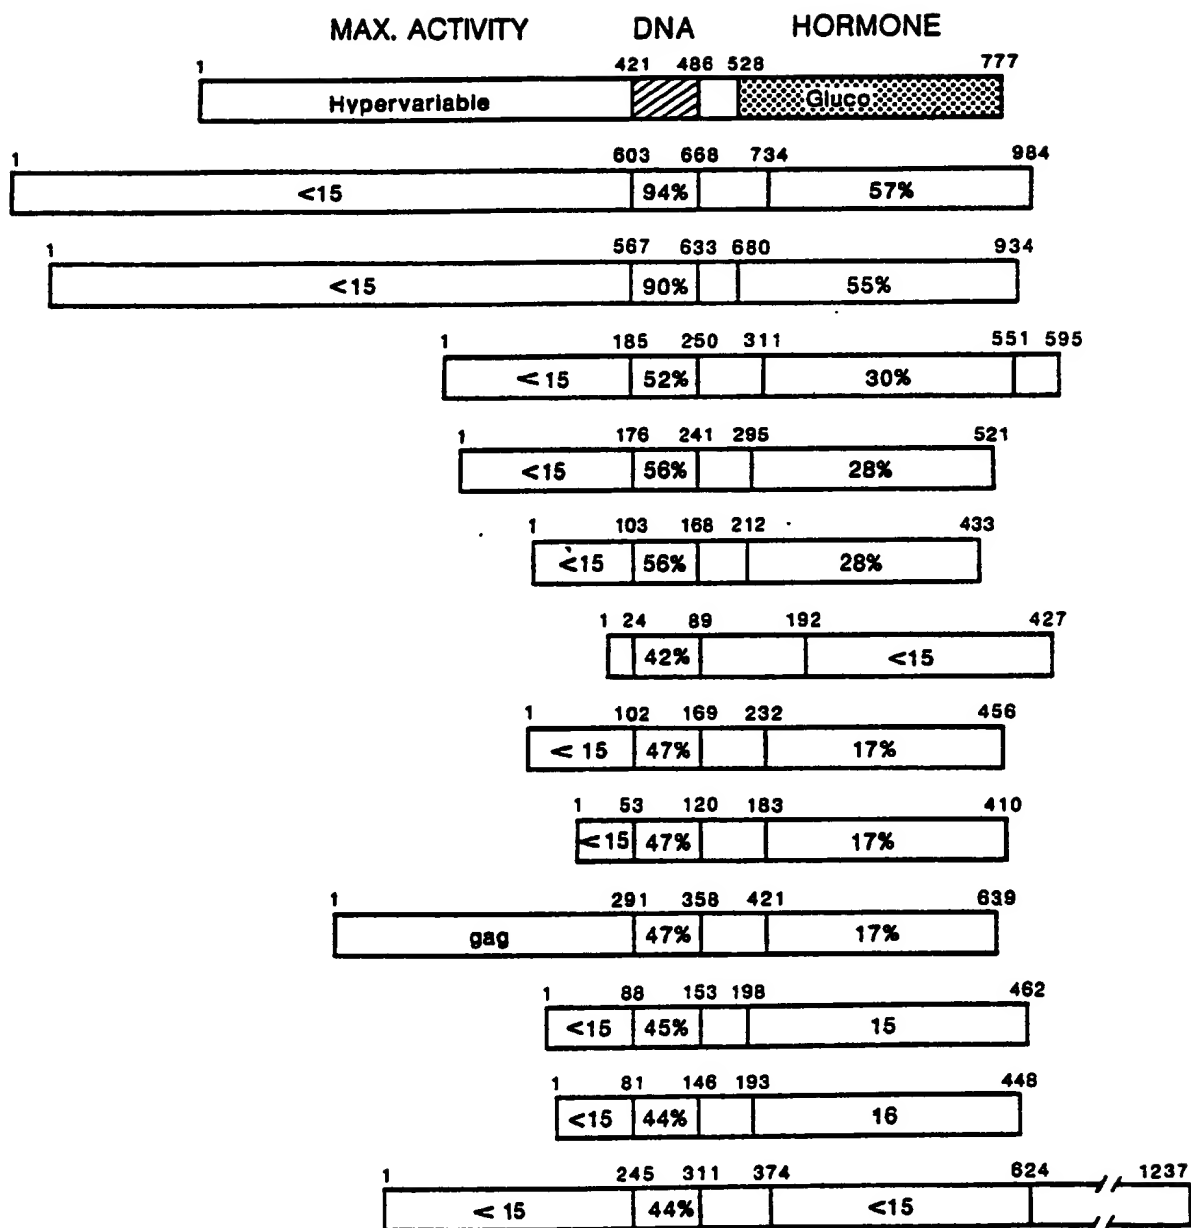 MAX. ACTIVITY DNA HORMONE
1 421 486 528 777
Hypervariable Gluco
1 603 668 734 984
<15 94% 57%
1 567 633 680 934
<15 90% 55%
1 185 250 311 551 595
<15 52% 30%
1 176 241 295 521
<15 56% 28%
1 103 168 212 433
<15 56% 28%
1 24 89 192 427
42% <15
1 102 169 232 456
<15 47% 17%
1 53 120 183 410
<15 47% 17%
1 291 358 421 639
gag 47% 17%
1 88 153 198 462
<15 45% 15
1 81 146 193 448
<15 44% 16
1 245 311 374 624 1237
<15 44% <15